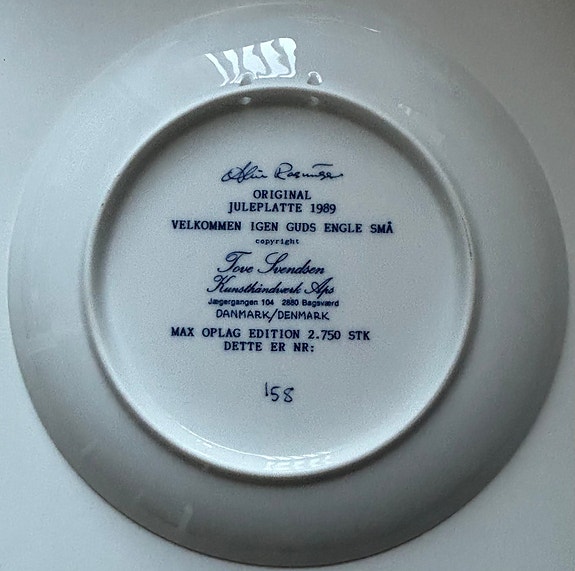 ORIGINAL
JULEPLATTE 1989
VELKOMMEN IGEN GUDS ENGLE SMÅ
copyright
Tove Svendsen
Kunsthåndværk Aps
Jægergangen 104 2880 Bagsværd
DANMARK/DENMARK
MAX OPLAG EDITION 2.750 STK
DETTE ER NR:
158